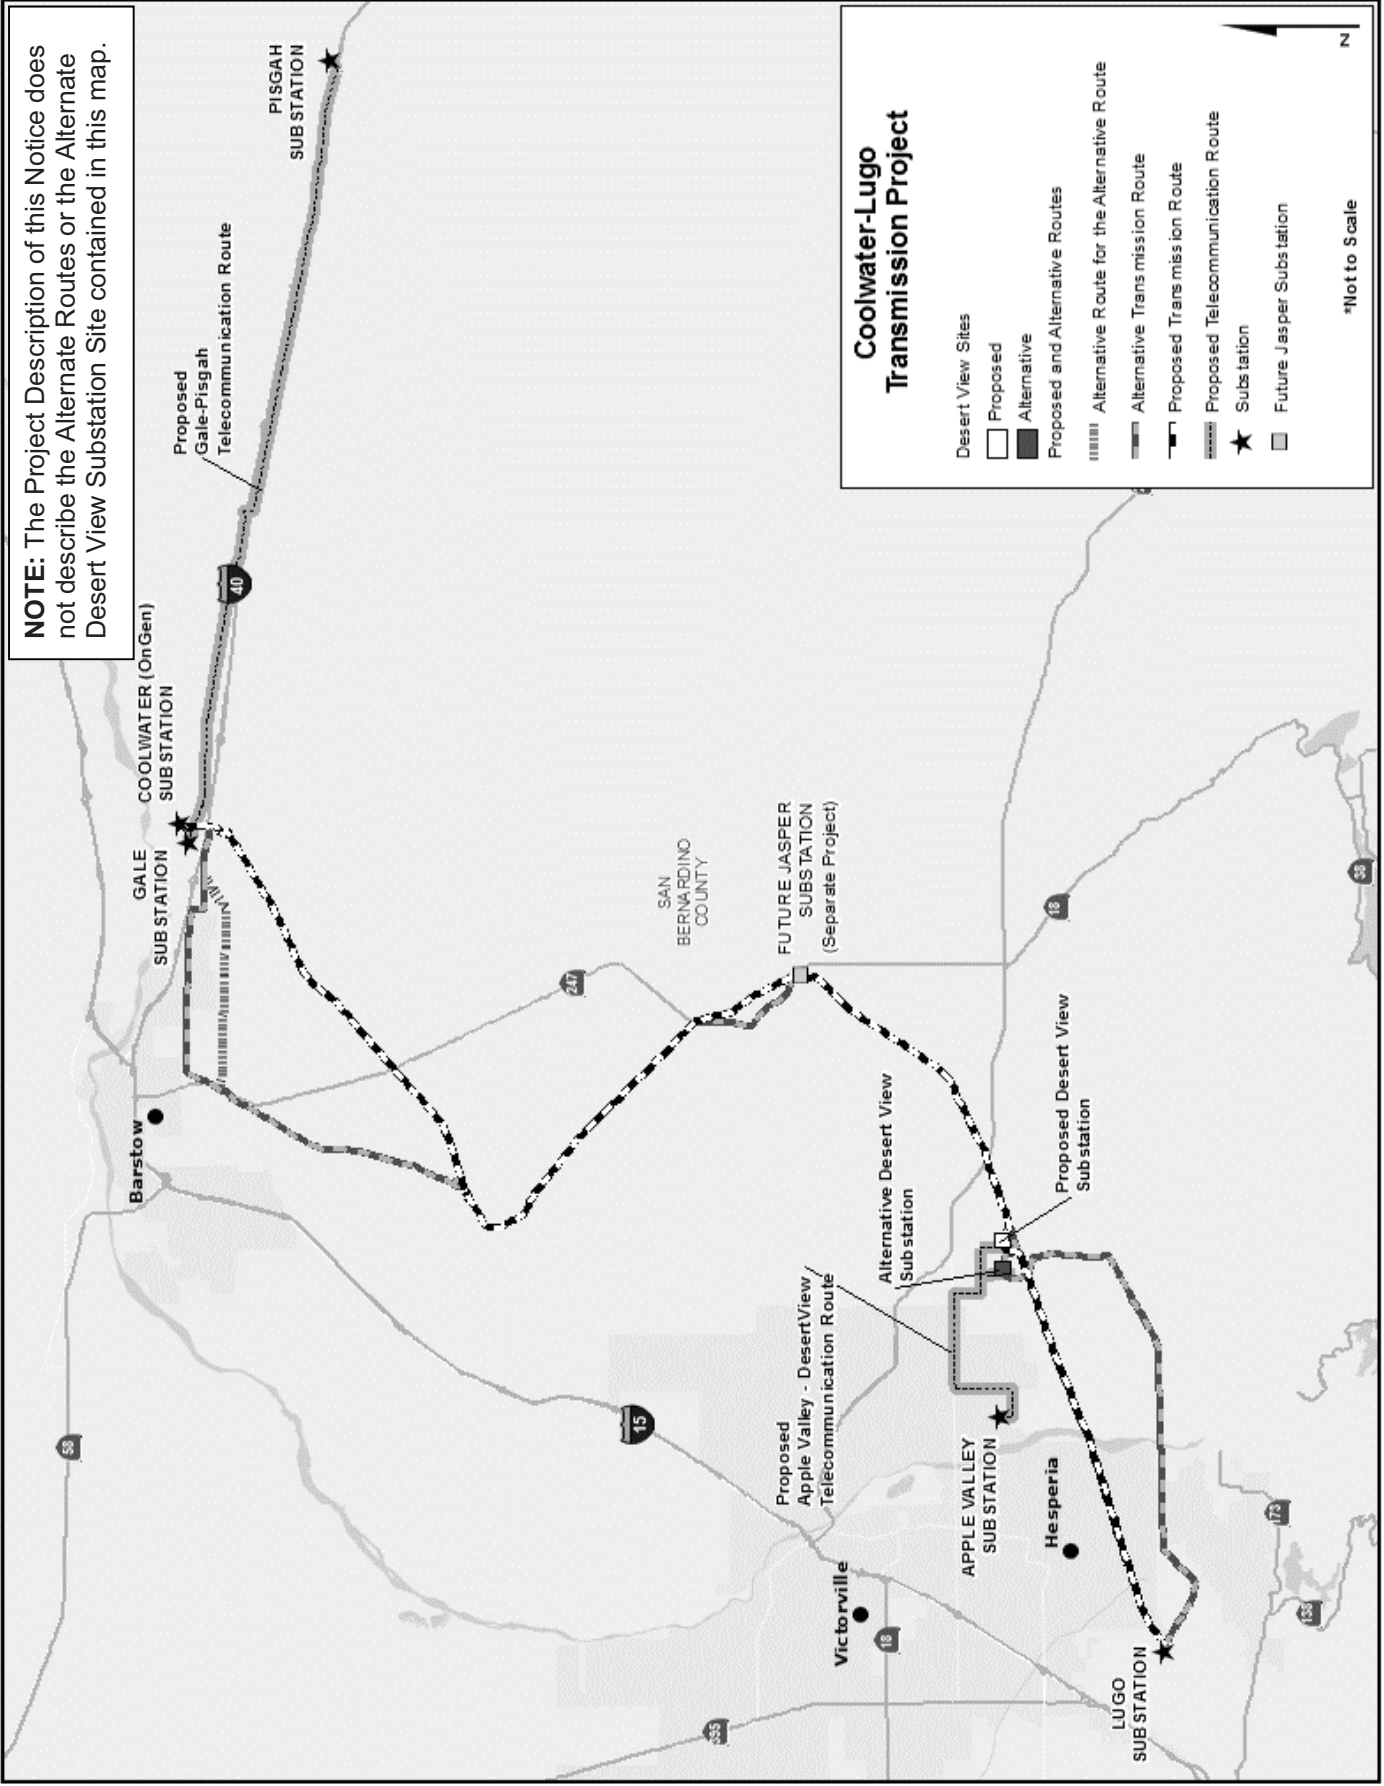 NOTE: The Project Description of this Notice does
not describe the Alternate Routes or the Alternate
Desert View Substation Site contained in this map.
PISGAH
SUBSTATION
Proposed
Gale-Pisgah
Telecommunication Route
40
COOLWATER (OnGen)
SUBSTATION
GALE
SUBSTATION
Barstow
58
15
247
SAN
BERNARDINO
COUNTY
FUTURE JASPER
SUBSTATION
(Separate Project)
18
38
Proposed Desert View
Substation
Alternative Desert View
Substation
Proposed
Apple Valley - DesertView
Telecommunication Route
APPLE VALLEY
SUBSTATION
Hesperia
Victorville
18
395
173
138
LUGO
SUBSTATION
Coolwater-Lugo
Transmission Project
Desert View Sites
Proposed
Alternative
Proposed and Alternative Routes
Alternative Route for the Alternative Route
Alternative Transmission Route
Proposed Transmission Route
Proposed Telecommunication Route
Substation
Future Jasper Substation
*Not to Scale
N